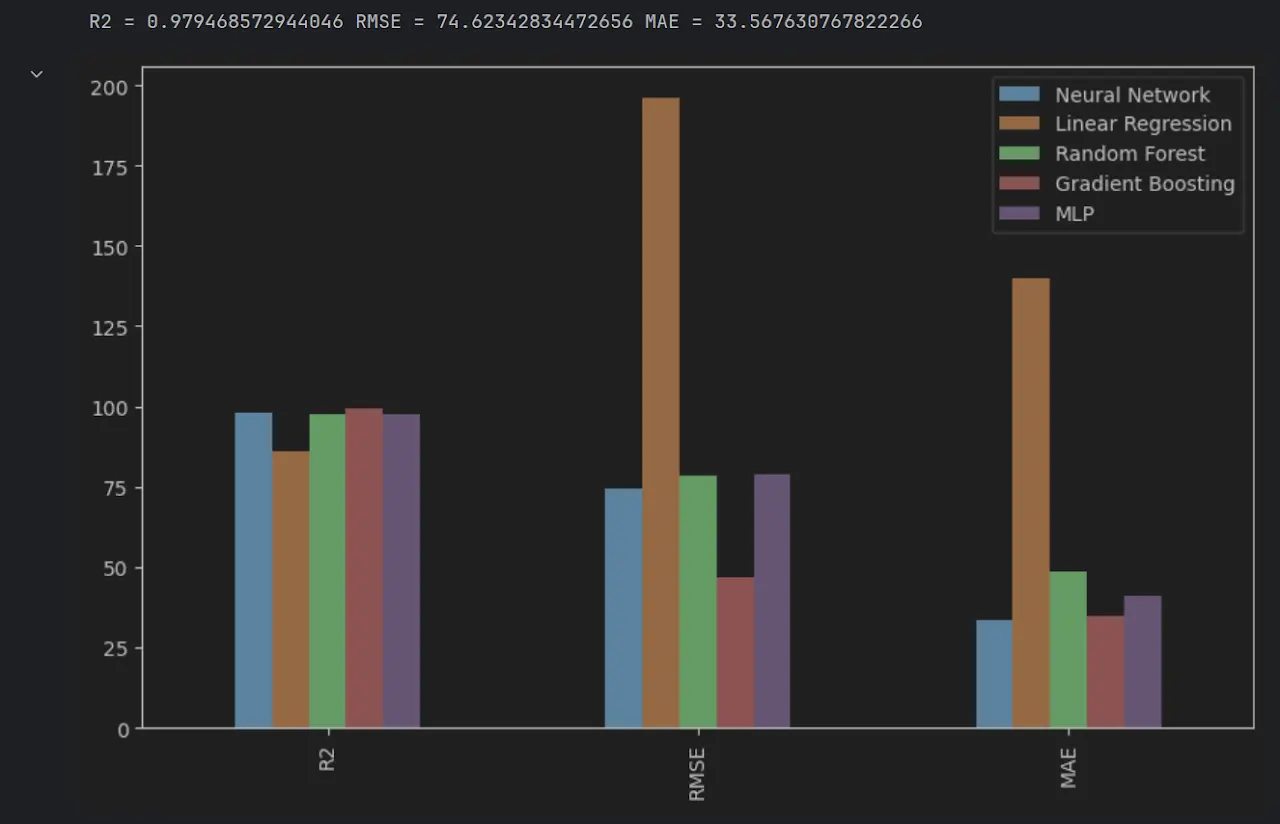 R2 = 0.979468572944046 RMSE = 74.62342834472656 MAE = 33.567630767822266
200
175
150
125
100
75
50
25
0
Neural Network
Linear Regression
Random Forest
Gradient Boosting
MLP
R2
RMSE
MAE